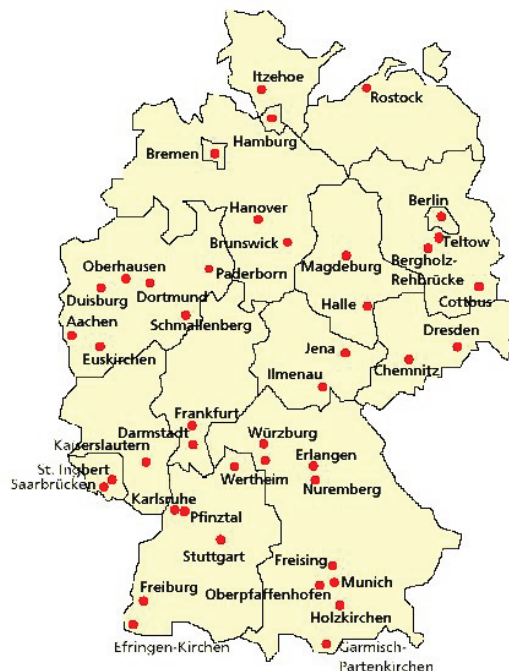 Itzehoe
Rostock
Hamburg
Bremen
Berlin
Hanover
Teltow
Brunswick
Bergholz-
Rehbrücke
Magdeburg
Oberhausen
Paderborn
Duisburg
Dortmund
Cottbus
Halle
Aachen
Schmallenberg
Dresden
Euskirchen
Jena
Chemnitz
Ilmenau
Frankfurt
Darmstadt
Würzburg
Kaiserslautern
Erlangen
St. Ingbert
Wertheim
Saarbrücken
Nuremberg
Karlsruhe
Pfinztal
Stuttgart
Freising
Freiburg
Munich
Oberpfaffenhofen
Holzkirchen
Efringen-Kirchen
Garmisch-
Partenkirchen